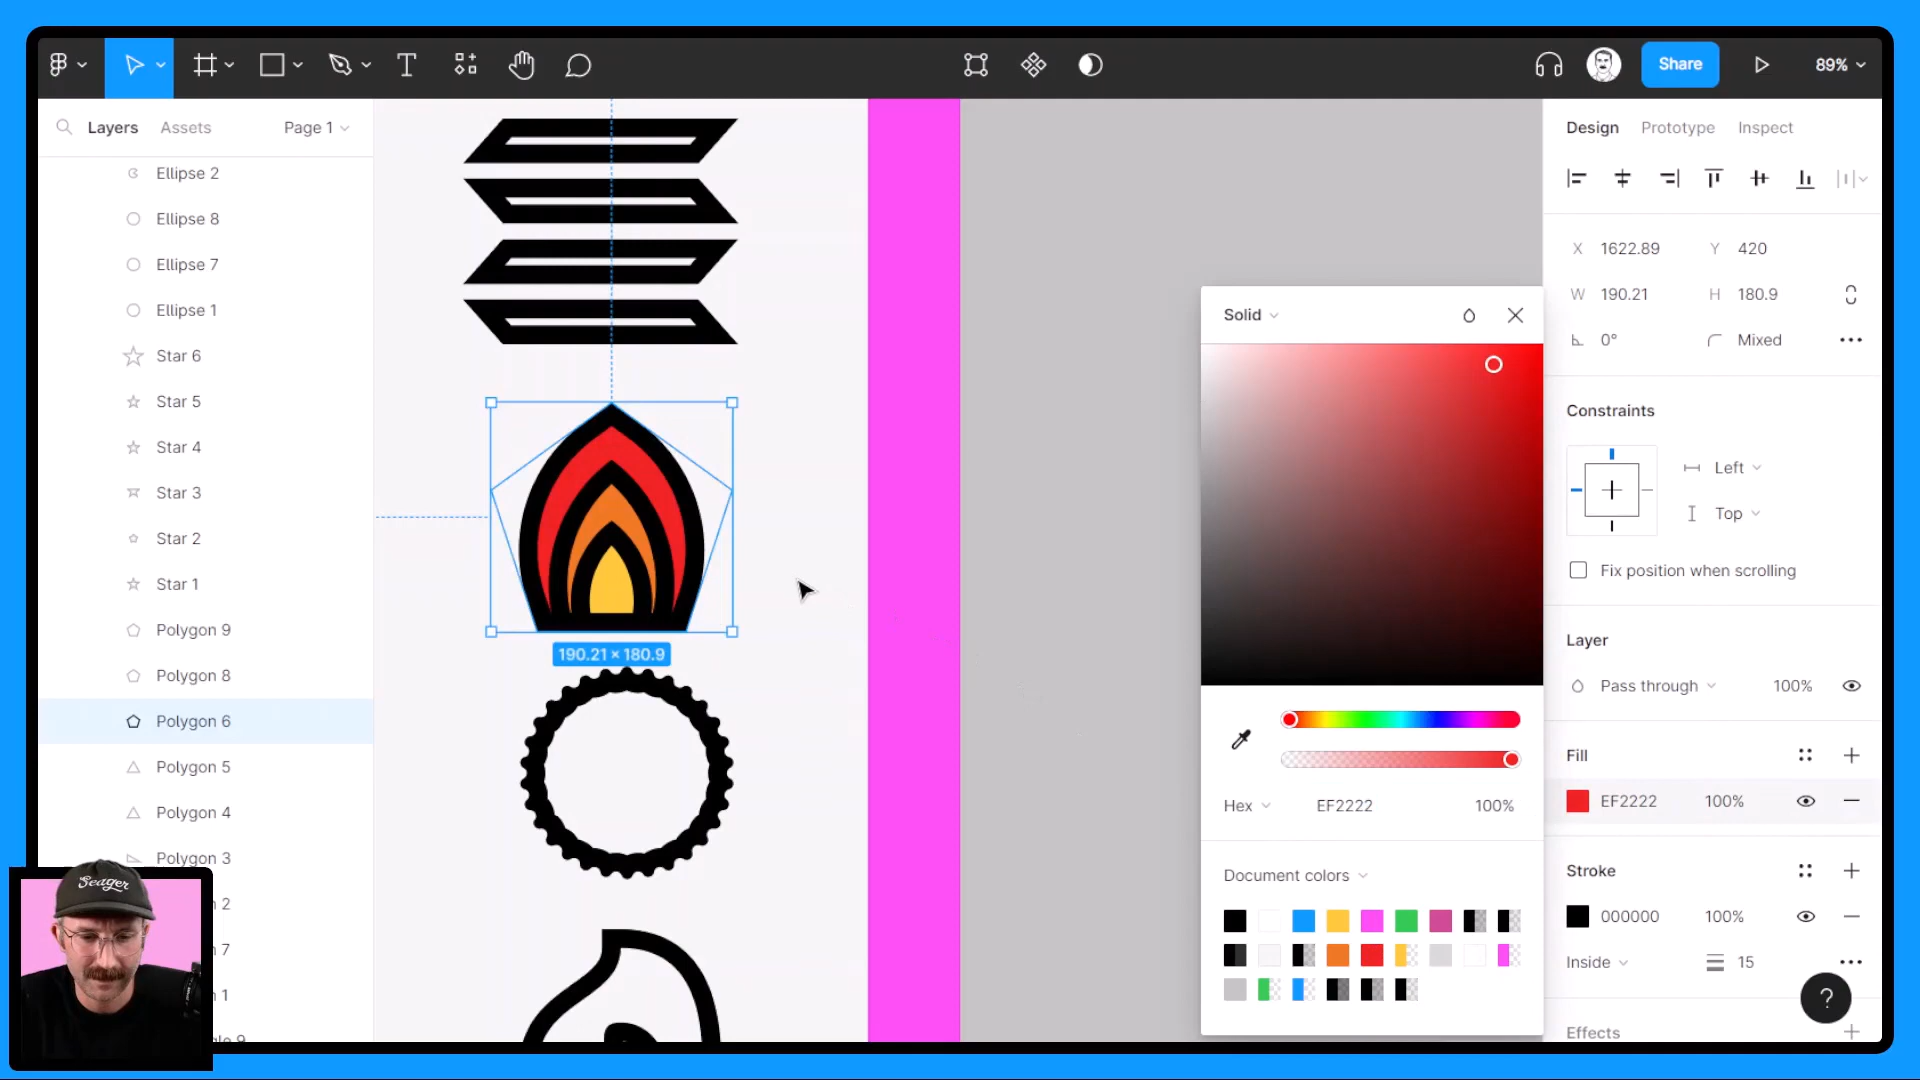 Share
89%
Layers
Assets
Page 1
Ellipse 2
Ellipse 8
Ellipse 7
Ellipse 1
Star 6
Star 5
Star 4
Star 3
Star 2
Star 1
Polygon 9
Polygon 8
Polygon 6
Polygon 5
Polygon 4
Polygon 3
2
7
1
Seager
190.21 × 180.9
Solid
Hex
EF2222
100%
Document colors
Design
Prototype
Inspect
X 1622.89
Y 420
W 190.21
H 180.9
0°
Mixed
Constraints
Left
Top
Fix position when scrolling
Layer
Pass through
100%
Fill
EF2222
100%
Stroke
000000
100%
Inside
15
?
Effects